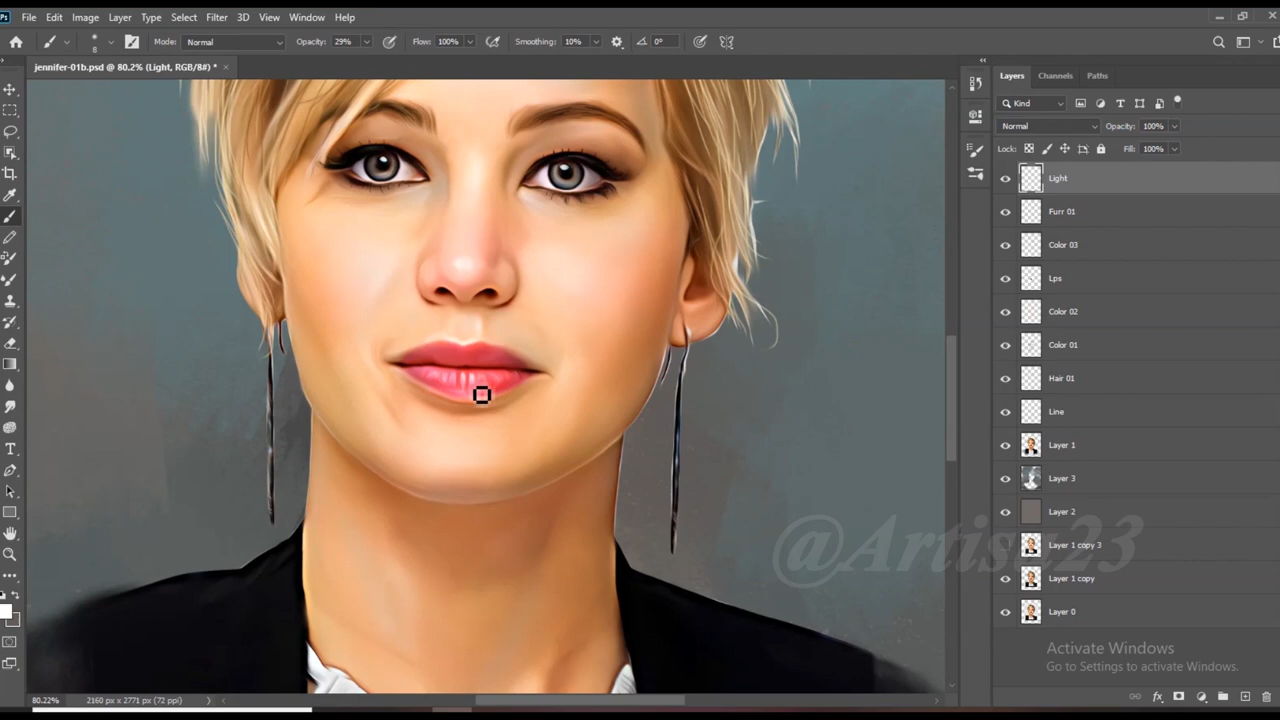 Ps File Edit Image Layer Type Select Filter 3D View Window Help
8 Mode: Normal Opacity: 29% Flow: 100% Smoothing: 10% 0°
jennifer-01b.psd @ 80.2% (Light, RGB/8#) * ×
Layers Channels Paths
Kind
Normal Opacity: 100%
Lock: Fill: 100%
Light
Furr 01
Color 03
Lps
Color 02
Color 01
Hair 01
Line
Layer 1
Layer 3
Layer 2
Layer 1 copy 3
Layer 1 copy
Layer 0
@Artisa23
Activate Windows
Go to Settings to activate Windows.
80.22% 2160 px x 2771 px (72 ppi)